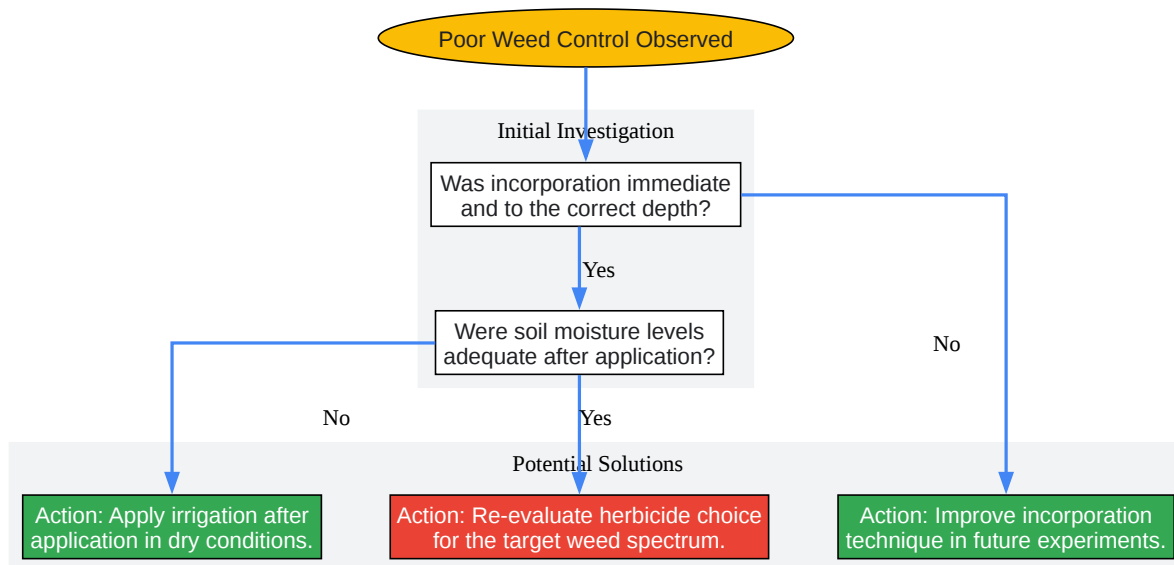 Poor Weed Control Observed
Initial Investigation
Was incorporation immediate
and to the correct depth?
Yes
Were soil moisture levels
adequate after application?
No
No
Yes
Potential Solutions
Action: Apply irrigation after
application in dry conditions.
Action: Re-evaluate herbicide choice
for the target weed spectrum.
Action: Improve incorporation
technique in future experiments.